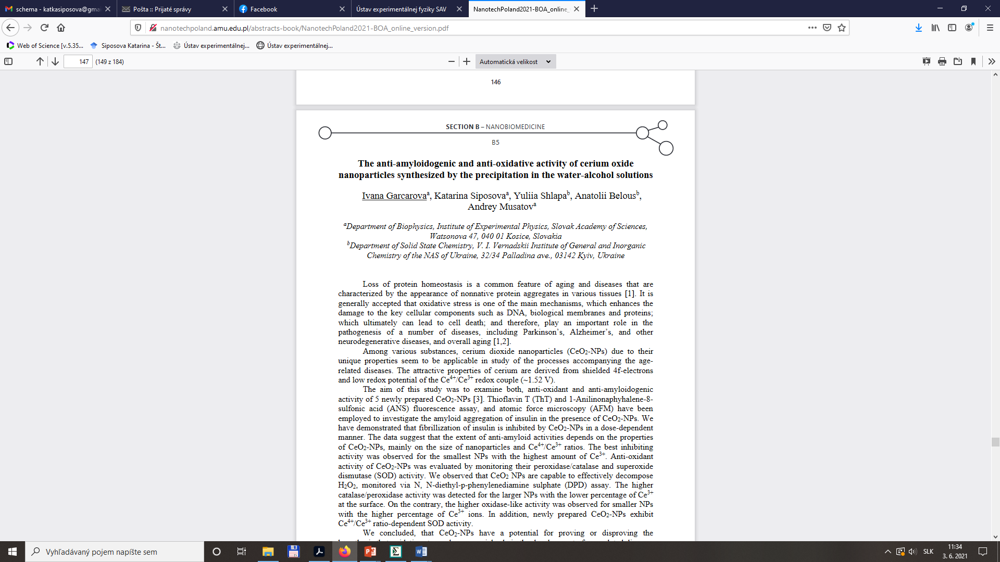 schema - katkasiposova@gmai
Pošta :: Prijaté správy
Facebook
Ústav experimentálnej fyziky SAV
NanotechPoland2021-BOA_online_
nanotechpoland.amu.edu.pl/abstracts-book/NanotechPoland2021-BOA_online_version.pdf
Web of Science [v.5.35...
Siposova Katarina - Št...
Ústav experimentálnej...
Ústav experimentálnej...
147
(149 z 184)
Automatická velikost
146
SECTION B – NANOBIOMEDICINE
B5
The anti-amyloidogenic and anti-oxidative activity of cerium oxide
nanoparticles synthesized by the precipitation in the water-alcohol solutions
Ivana Garcarovaᵃ, Katarina Siposovaᵃ, Yuliia Shlapaᵇ, Anatolii Belousᵇ,
Andrey Musatovᵃ
ᵃDepartment of Biophysics, Institute of Experimental Physics, Slovak Academy of Sciences,
Watsonova 47, 040 01 Kosice, Slovakia
ᵇDepartment of Solid State Chemistry, V. I. Vernadskii Institute of General and Inorganic
Chemistry of the NAS of Ukraine, 32/34 Palladina ave., 03142 Kyiv, Ukraine
Loss of protein homeostasis is a common feature of aging and diseases that are
characterized by the appearance of nonnative protein aggregates in various tissues [1]. It is
generally accepted that oxidative stress is one of the main mechanisms, which enhances the
damage to the key cellular components such as DNA, biological membranes and proteins;
which ultimately can lead to cell death; and therefore, play an important role in the
pathogenesis of a number of diseases, including Parkinson's, Alzheimer's, and other
neurodegenerative diseases, and overall aging [1,2].
Among various substances, cerium dioxide nanoparticles (CeO₂-NPs) due to their
unique properties seem to be applicable in study of the processes accompanying the age-
related diseases. The attractive properties of cerium are derived from shielded 4f-electrons
and low redox potential of the Ce⁴⁺/Ce³⁺ redox couple (~1.52 V).
The aim of this study was to examine both, anti-oxidant and anti-amyloidogenic
activity of 5 newly prepared CeO₂-NPs [3]. Thioflavin T (ThT) and 1-Anilinonaphyhalene-8-
sulfonic acid (ANS) fluorescence assay, and atomic force microscopy (AFM) have been
employed to investigate the amyloid aggregation of insulin in the presence of CeO₂-NPs. We
have demonstrated that fibrillization of insulin is inhibited by CeO₂-NPs in a dose-dependent
manner. The data suggest that the extent of anti-amyloid activities depends on the properties
of CeO₂-NPs, mainly on the size of nanoparticles and Ce⁴⁺/Ce³⁺ ratios. The best inhibiting
activity was observed for the smallest NPs with the highest amount of Ce³⁺. Anti-oxidant
activity of CeO₂-NPs was evaluated by monitoring their peroxidase/catalase and superoxide
dismutase (SOD) activity. We observed that CeO₂ NPs are capable to effectively decompose
H₂O₂, monitored via N, N-diethyl-p-phenylenediamine sulphate (DPD) assay. The higher
catalase/peroxidase activity was detected for the larger NPs with the lower percentage of Ce³⁺
at the surface. On the contrary, the higher oxidase-like activity was observed for smaller NPs
with the higher percentage of Ce³⁺ ions. In addition, newly prepared CeO₂-NPs exhibit
Ce⁴⁺/Ce³⁺ ratio-dependent SOD activity.
We concluded, that CeO₂-NPs have a potential for proving or disproving the
Vyhľadávaný pojem napíšte sem
SLK
11:34
3. 6. 2021